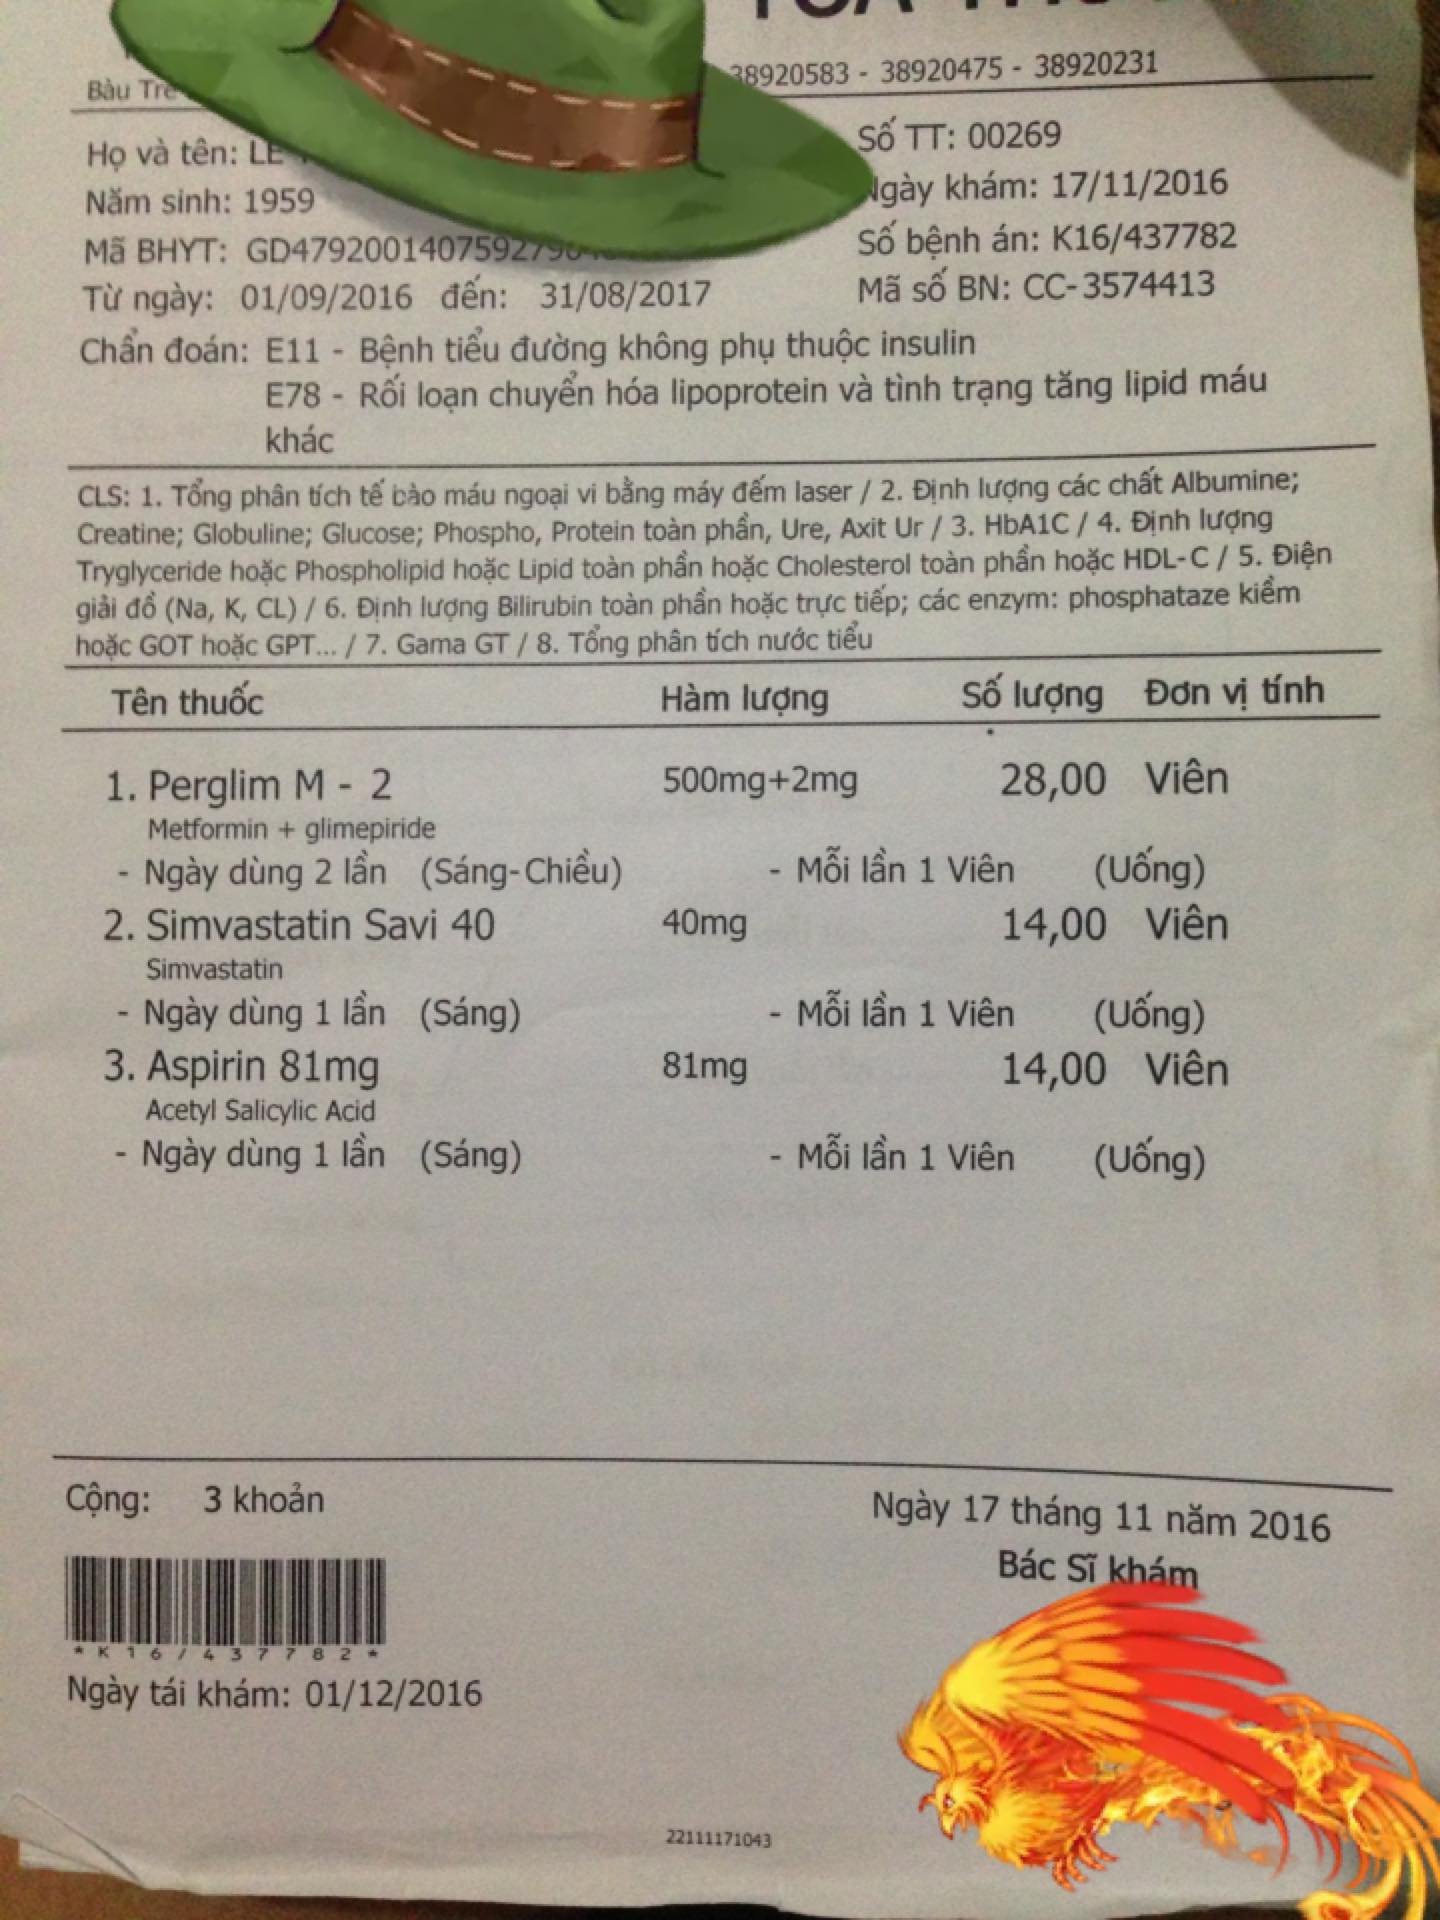 38920583 - 38920475 - 38920231
Bàu Tre
Họ và tên: LE
Số TT: 00269
Năm sinh: 1959
Ngày khám: 17/11/2016
Mã BHYT: GD479200140759279
Số bệnh án: K16/437782
Từ ngày: 01/09/2016 đến: 31/08/2017
Mã số BN: CC-3574413
Chẩn đoán: E11 - Bệnh tiểu đường không phụ thuộc insulin
E78 - Rối loạn chuyển hóa lipoprotein và tình trạng tăng lipid máu
khác
CLS: 1. Tổng phân tích tế bào máu ngoại vi bằng máy đếm laser / 2. Định lượng các chất Albumine;
Creatine; Globuline; Glucose; Phospho, Protein toàn phần, Ure, Axit Ur / 3. HbA1C / 4. Định lượng
Tryglyceride hoặc Phospholipid hoặc Lipid toàn phần hoặc Cholesterol toàn phần hoặc HDL-C / 5. Điện
giải đồ (Na, K, CL) / 6. Định lượng Bilirubin toàn phần hoặc trực tiếp; các enzym: phosphataze kiềm
hoặc GOT hoặc GPT... / 7. Gama GT / 8. Tổng phân tích nước tiểu
Tên thuốc Hàm lượng Số lượng Đơn vị tính
1. Perglim M - 2 500mg+2mg 28,00 Viên
Metformin + glimepiride
- Ngày dùng 2 lần (Sáng-Chiều) - Mỗi lần 1 Viên (Uống)
2. Simvastatin Savi 40 40mg 14,00 Viên
Simvastatin
- Ngày dùng 1 lần (Sáng) - Mỗi lần 1 Viên (Uống)
3. Aspirin 81mg 81mg 14,00 Viên
Acetyl Salicylic Acid
- Ngày dùng 1 lần (Sáng) - Mỗi lần 1 Viên (Uống)
Cộng: 3 khoản
Ngày 17 tháng 11 năm 2016
Bác Sĩ khám
*K16/437782*
Ngày tái khám: 01/12/2016
22111171043